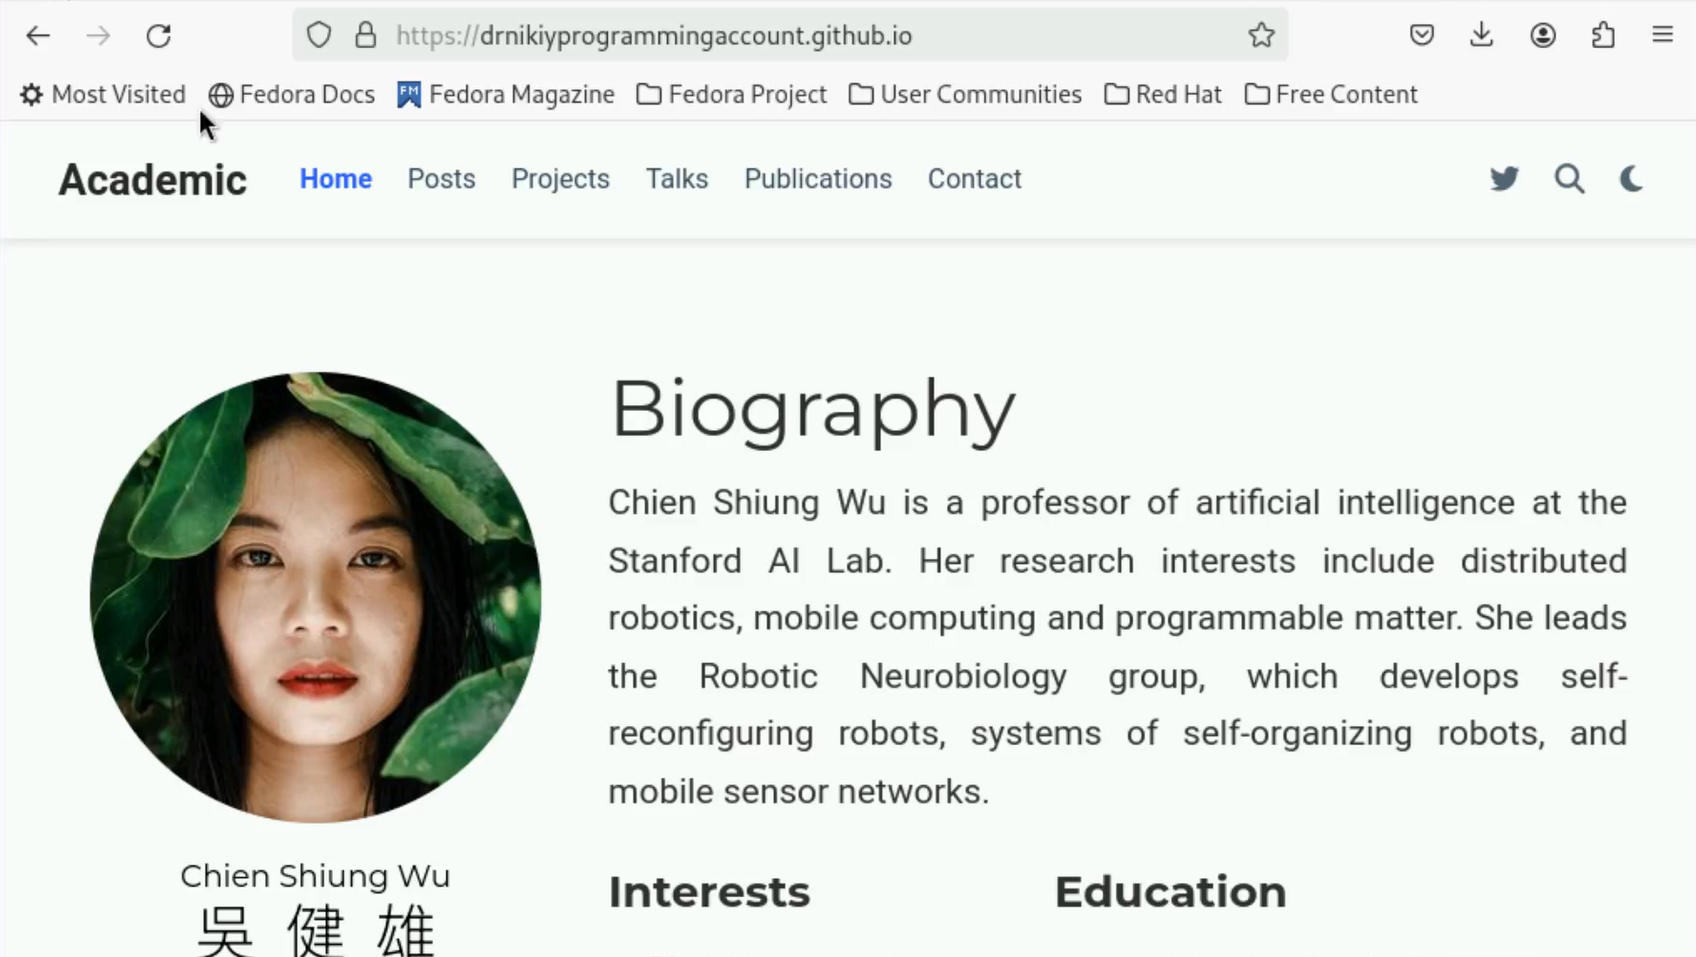 https://drnikiyprogrammingaccount.github.io
Most Visited Fedora Docs FM Fedora Magazine Fedora Project User Communities Red Hat Free Content
Academic Home Posts Projects Talks Publications Contact
Biography
Chien Shiung Wu is a professor of artificial intelligence at the
Stanford AI Lab. Her research interests include distributed
robotics, mobile computing and programmable matter. She leads
the Robotic Neurobiology group, which develops self-
reconfiguring robots, systems of self-organizing robots, and
mobile sensor networks.
Chien Shiung Wu
吳健雄
Interests
Education